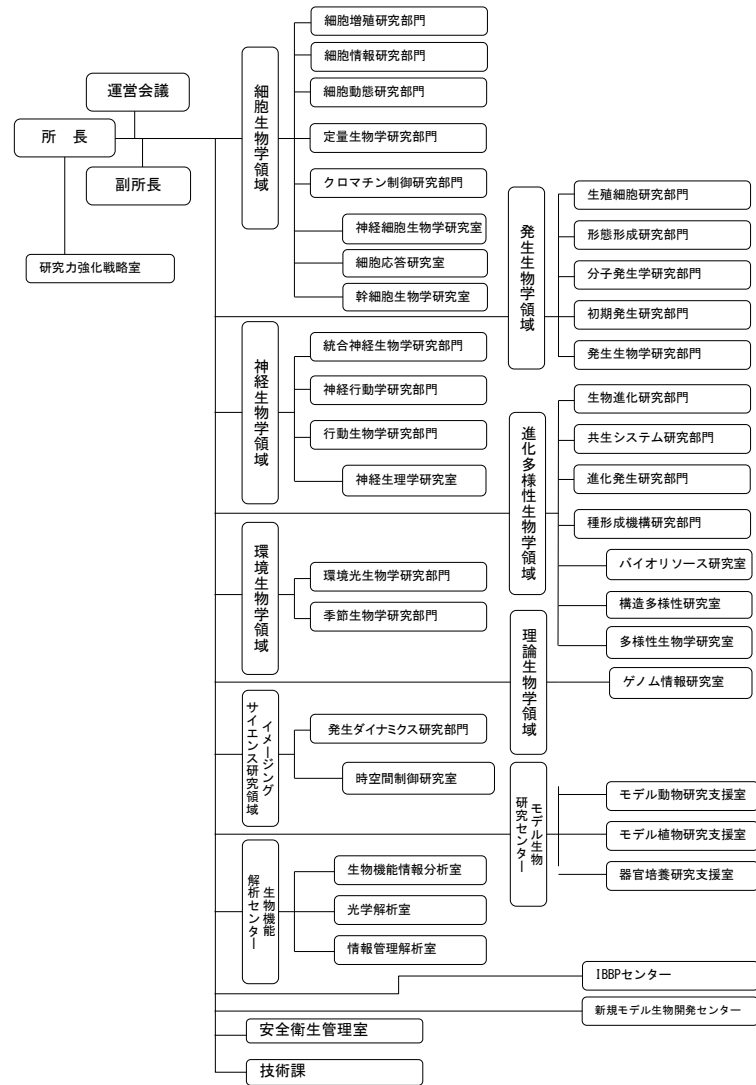 運営会議
所　長
副所長
研究力強化戦略室
細胞生物学領域
細胞増殖研究部門
細胞情報研究部門
細胞動態研究部門
定量生物学研究部門
クロマチン制御研究部門
神経細胞生物学研究室
細胞応答研究室
幹細胞生物学研究室
発生生物学領域
生殖細胞研究部門
形態形成研究部門
分子発生学研究部門
初期発生研究部門
発生生物学研究部門
神経生物学領域
統合神経生物学研究部門
神経行動学研究部門
行動生物学研究部門
神経生理学研究室
進化多様性生物学領域
生物進化研究部門
共生システム研究部門
進化発生研究部門
種形成機構研究部門
バイオリソース研究室
構造多様性研究室
多様性生物学研究室
環境生物学領域
環境光生物学研究部門
季節生物学研究部門
理論生物学領域
ゲノム情報研究室
イメージング
サイエンス研究領域
発生ダイナミクス研究部門
時空間制御研究室
モデル生物
研究センター
モデル動物研究支援室
モデル植物研究支援室
器官培養研究支援室
生物機能
解析センター
生物機能情報分析室
光学解析室
情報管理解析室
IBBPセンター
新規モデル生物開発センター
安全衛生管理室
技術課